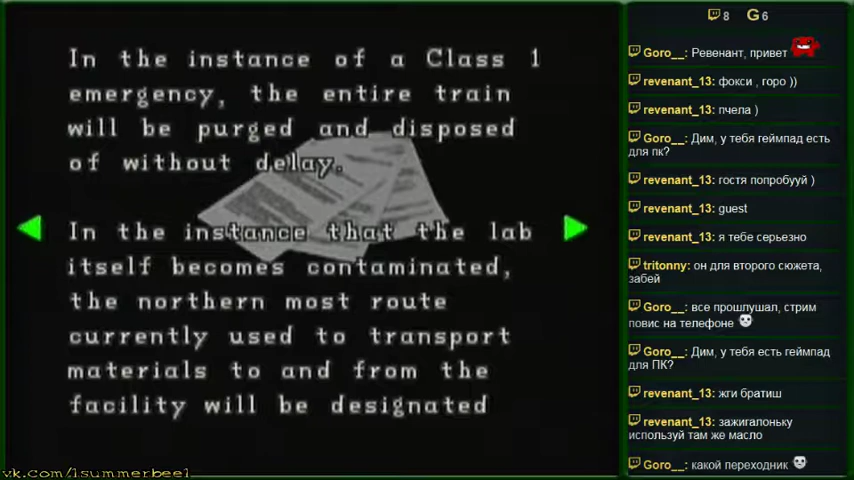 In the instance of a Class 1
emergency, the entire train
will be purged and disposed
of without delay.
In the instance that the lab
itself becomes contaminated,
the northern most route
currently used to transport
materials to and from the
facility will be designated
vk.com/1summerbee1
8 G 6
Goro__: Ревенант, привет
revenant_13: фокси , горо ))
revenant_13: пчела )
Goro__: Дим, у тебя геймпад есть
для пк?
revenant_13: гостя попробууй )
revenant_13: guest
revenant_13: я тебе серьезно
tritonny: он для второго сюжета,
забей
Goro__: все прошлушал, стрим
повис на телефоне
Goro__: Дим, у тебя есть геймпад
для ПК?
revenant_13: жги братиш
revenant_13: зажигалоньку
используй там же масло
Goro__: какой переходник